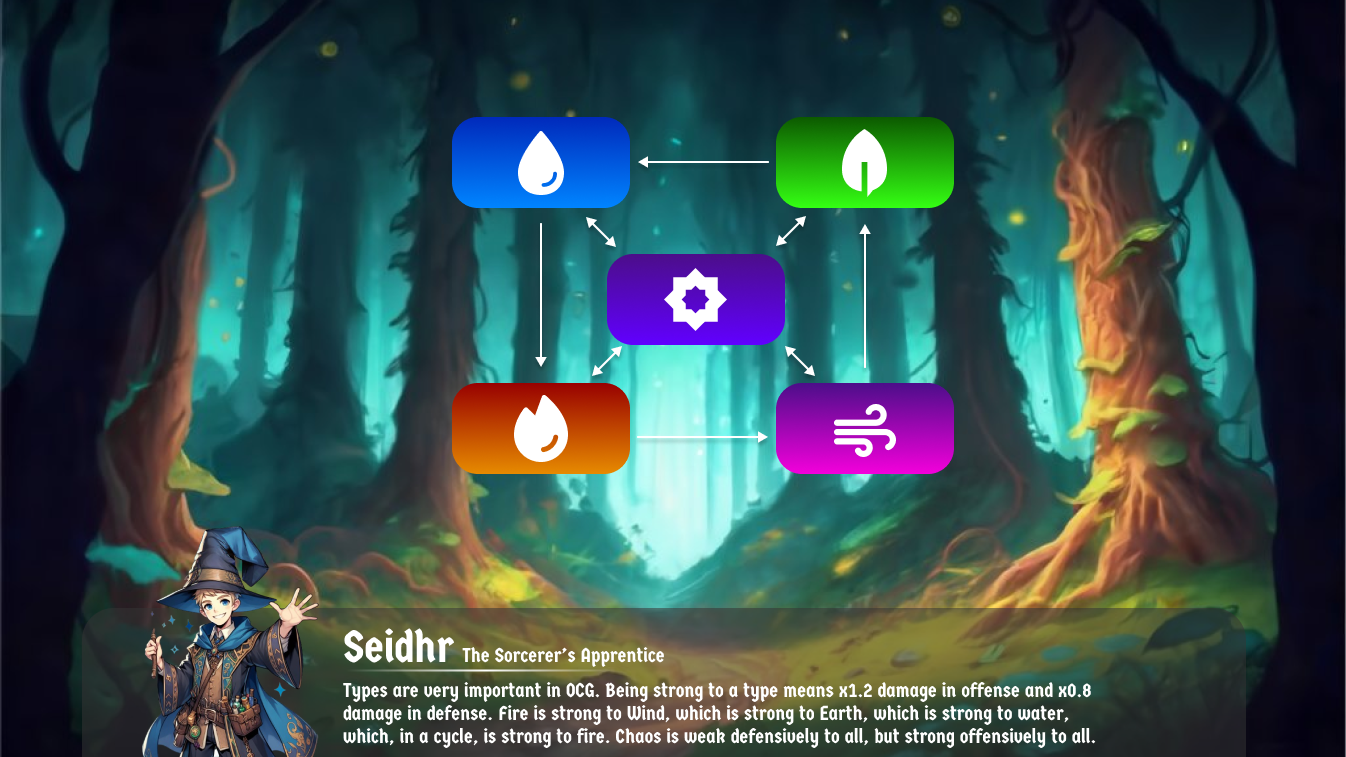 Seidhr The Sorcerer's Apprentice
Types are very important in OCG. Being strong to a type means x1.2 damage in offense and x0.8
damage in defense. Fire is strong to Wind, which is strong to Earth, which is strong to water,
which, in a cycle, is strong to fire. Chaos is weak defensively to all, but strong offensively to all.